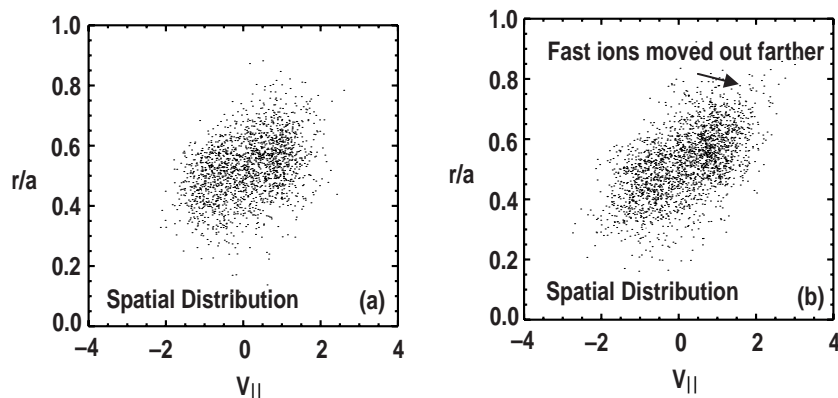 1.0
0.8
0.6
r/a
0.4
0.2
Spatial Distribution (a)
0.0
−4 −2 0 2 4
V||
1.0
Fast ions moved out farther
0.8
0.6
r/a
0.4
0.2
Spatial Distribution (b)
0.0
−4 −2 0 2 4
V||